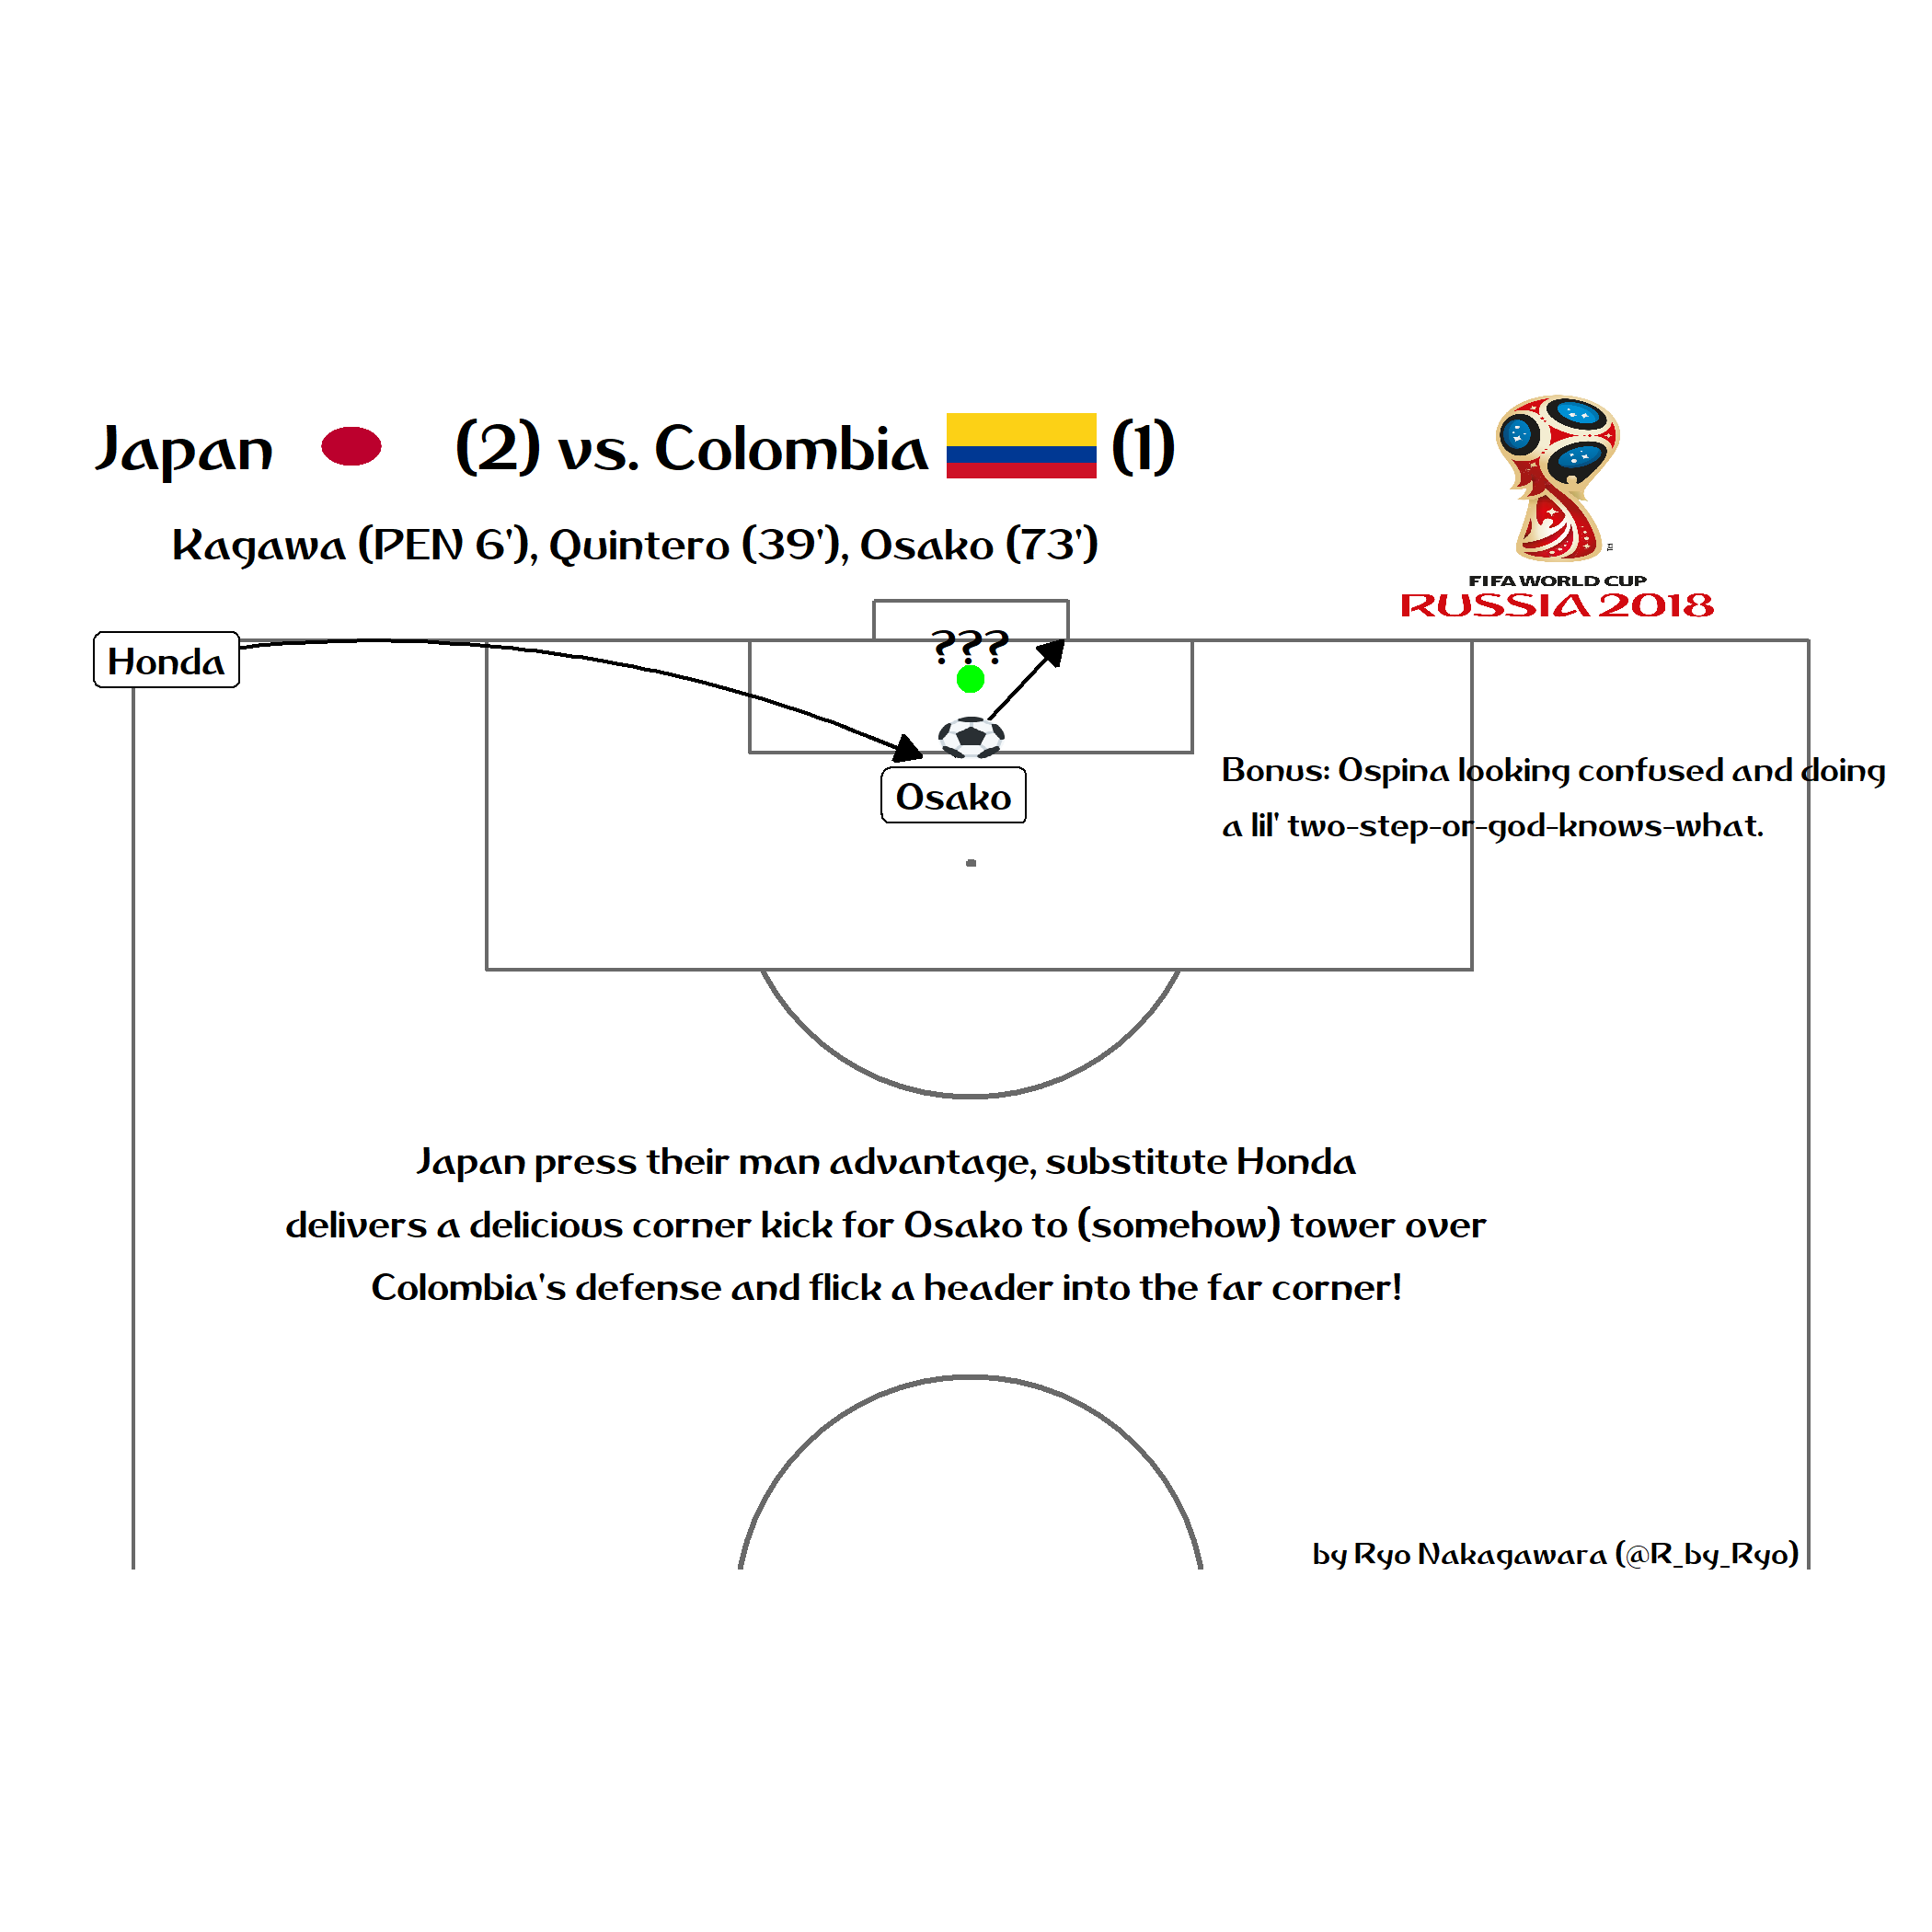 Japan (2) vs. Colombia (1)
Kagawa (PEN 6'), Quintero (39'), Osako (73')
TM
FIFA WORLD CUP
RUSSIA 2018
Honda
???
Osako
Bonus: Ospina looking confused and doing
a lil' two-step-or-god-knows-what.
Japan press their man advantage, substitute Honda
delivers a delicious corner kick for Osako to (somehow) tower over
Colombia's defense and flick a header into the far corner!
by Ryo Nakagawara (@R_by_Ryo)